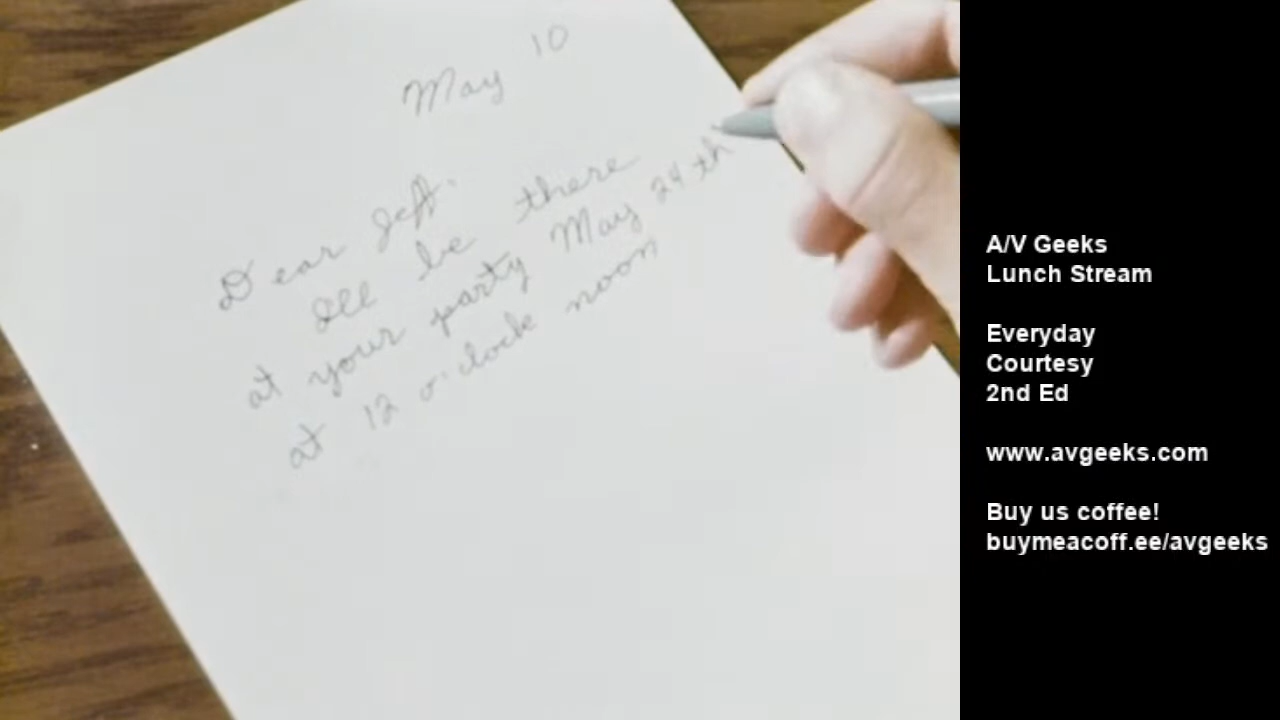 May 10
Dear Jeff.
Ill be there
at your party May 24th
at 12 o'clock noon
A/V Geeks
Lunch Stream
Everyday
Courtesy
2nd Ed
www.avgeeks.com
Buy us coffee!
buymeacoff.ee/avgeeks